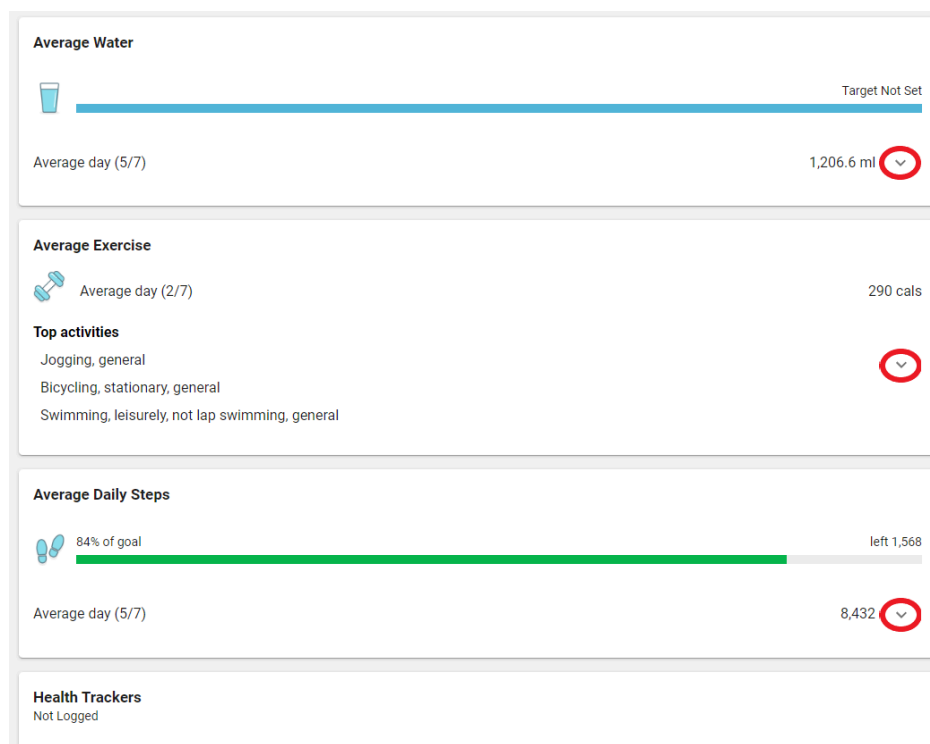 Average Water
Target Not Set
Average day (5/7)
1,206.6 ml
Average Exercise
Average day (2/7)
290 cals
Top activities
Jogging, general
Bicycling, stationary, general
Swimming, leisurely, not lap swimming, general
Average Daily Steps
84% of goal
left 1,568
Average day (5/7)
8,432
Health Trackers
Not Logged